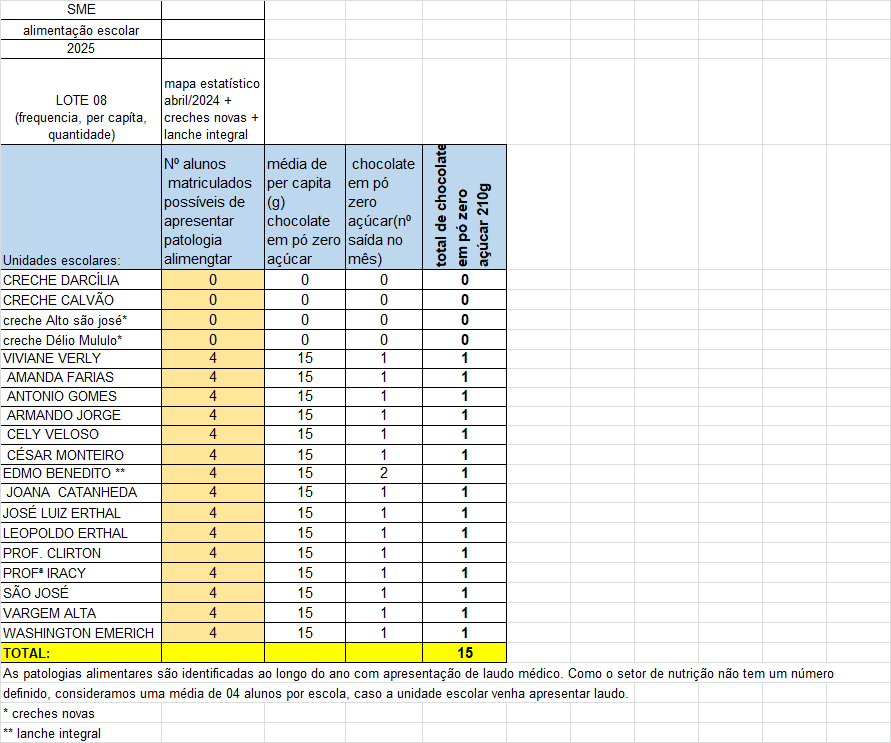 SME
alimentação escolar
2025
LOTE 08
(frequencia, per capíta,
quantidade)
mapa estatístico
abril/2024 +
creches novas +
lanche integral
Unidades escolares:
Nº alunos
matriculados
possíveis de
apresentar
patologia
alimengtar
média de
per capita
(g)
chocolate
em pó zero
açúcar
chocolate
em pó
zero
açúcar(nº
saída no
mês)
total de chocolate
em pó zero
açúcar 210g
CRECHE DARCÍLIA 0 0 0 0
CRECHE CALVÃO 0 0 0 0
creche Alto são josé* 0 0 0 0
creche Délio Mululo* 0 0 0 0
VIVIANE VERLY 4 15 1 1
AMANDA FARIAS 4 15 1 1
ANTONIO GOMES 4 15 1 1
ARMANDO JORGE 4 15 1 1
CELY VELOSO 4 15 1 1
CÉSAR MONTEIRO 4 15 1 1
EDMO BENEDITO ** 4 15 2 1
JOANA CATANHEDA 4 15 1 1
JOSÉ LUIZ ERTHAL 4 15 1 1
LEOPOLDO ERTHAL 4 15 1 1
PROF. CLIRTON 4 15 1 1
PROFª IRACY 4 15 1 1
SÃO JOSÉ 4 15 1 1
VARGEM ALTA 4 15 1 1
WASHINGTON EMERICH 4 15 1 1
TOTAL: 15
As patologias alimentares são identificadas ao longo do ano com apresentação de laudo médico. Como o setor de nutrição não tem um número
definido, consideramos uma média de 04 alunos por escola, caso a unidade escolar venha apresentar laudo.
* creches novas
** lanche integral